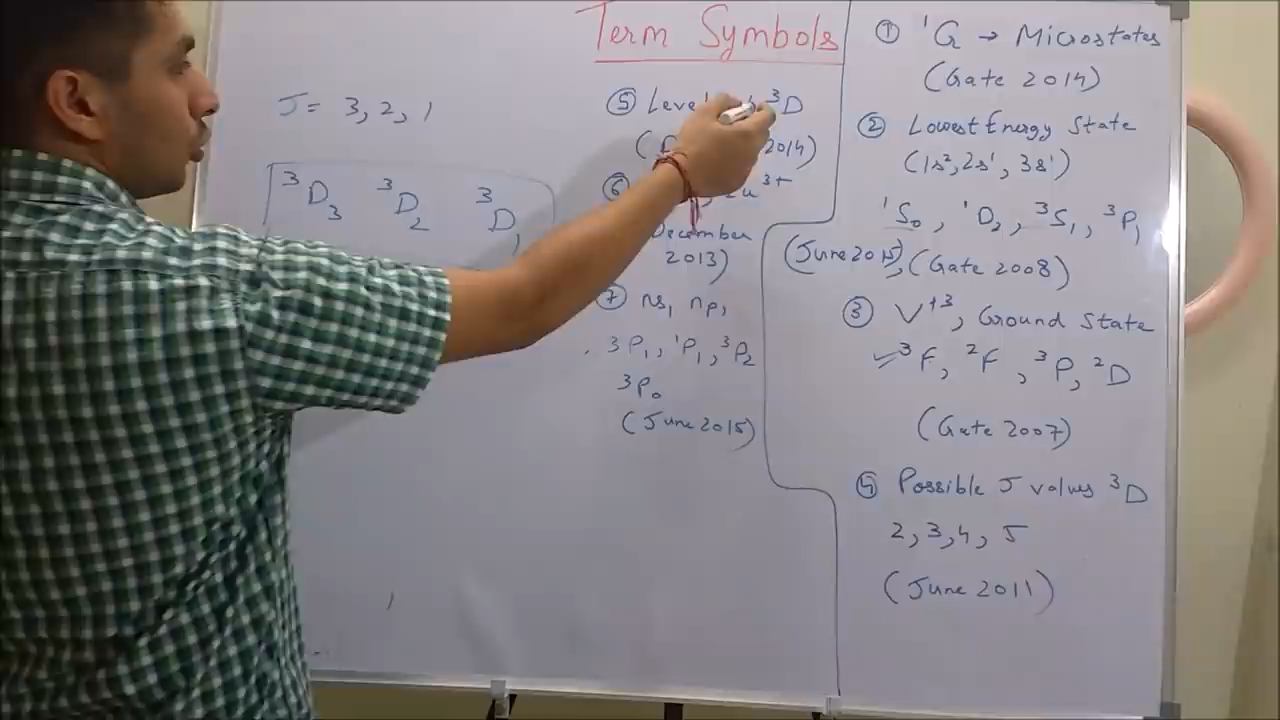 Term Symbols
J = 3, 2, 1
³D₃ ³D₂ ³D₁
⑤ ³D
2014)
⑥ ³⁺
December
2013)
⑦ ns, np,
³P₁, ¹P₁, ³P₂
³P₀
(June 2015)
① ¹G → Microstates
(Gate 2014)
② Lowest Energy State
(1s², 2s¹, 3s¹)
¹S₀, ¹D₂, ³S₁, ³P₁
(June 2015), (Gate 2008)
③ V⁺³, Ground State
✓³F, ²F, ³P, ²D
(Gate 2007)
④ Possible J values ³D
2, 3, 4, 5
(June 2011)